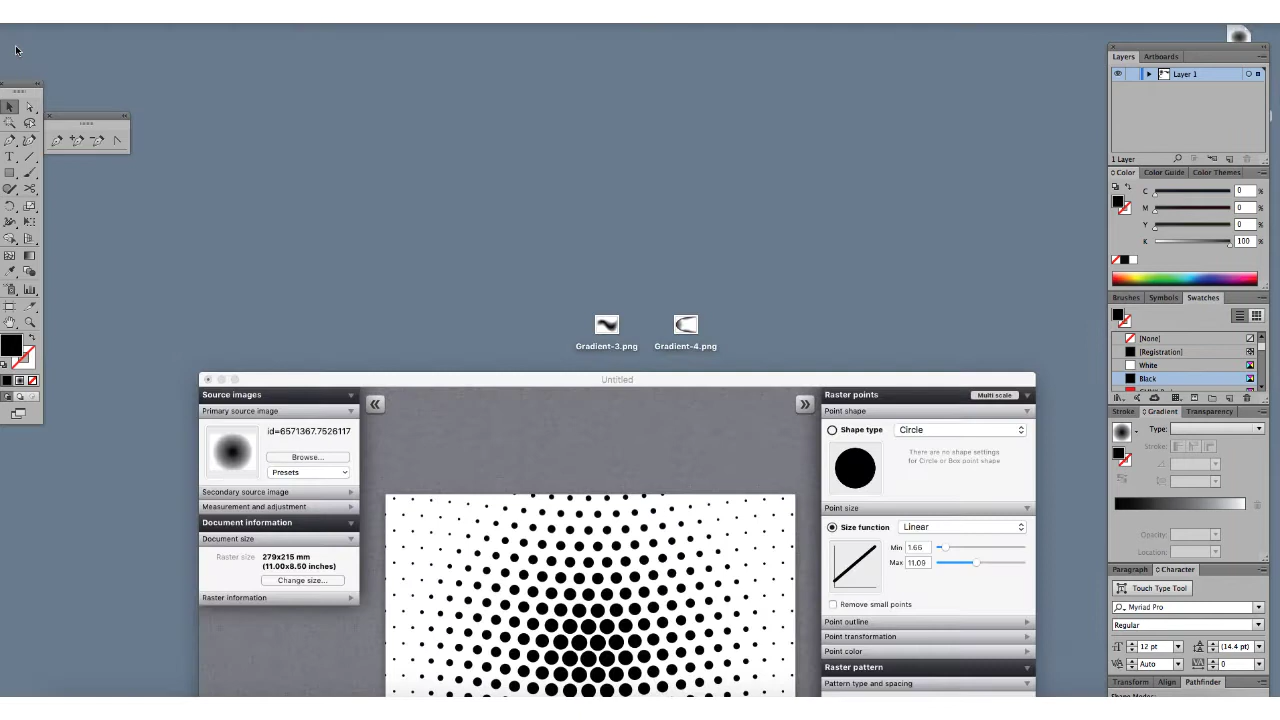 Layers Artboards
Layer 1
1 Layer
Color Color Guide Color Themes
C 0 %
M 0 %
Y 0 %
K 100 %
Brushes Symbols Swatches
[None]
[Registration]
White
Black
Stroke Gradient Transparency
Type:
Stroke:
Opacity:
Location:
Paragraph Character
Touch Type Tool
Myriad Pro
Regular
12 pt (14.4 pt)
Auto 0
Transform Align Pathfinder
Gradient-3.png Gradient-4.png
Untitled
Source images
Primary source image
id=6571367.7526117
Browse...
Presets
Secondary source image
Measurement and adjustment
Document information
Document size
Raster size 279x215 mm
(11.00x8.50 inches)
Change size...
Raster information
Raster points Multi scale
Point shape
Shape type Circle
There are no shape settings
for Circle or Box point shape
Point size
Size function Linear
Min 1.66
Max 11.09
Remove small points
Point outline
Point transformation
Point color
Raster pattern
Pattern type and spacing